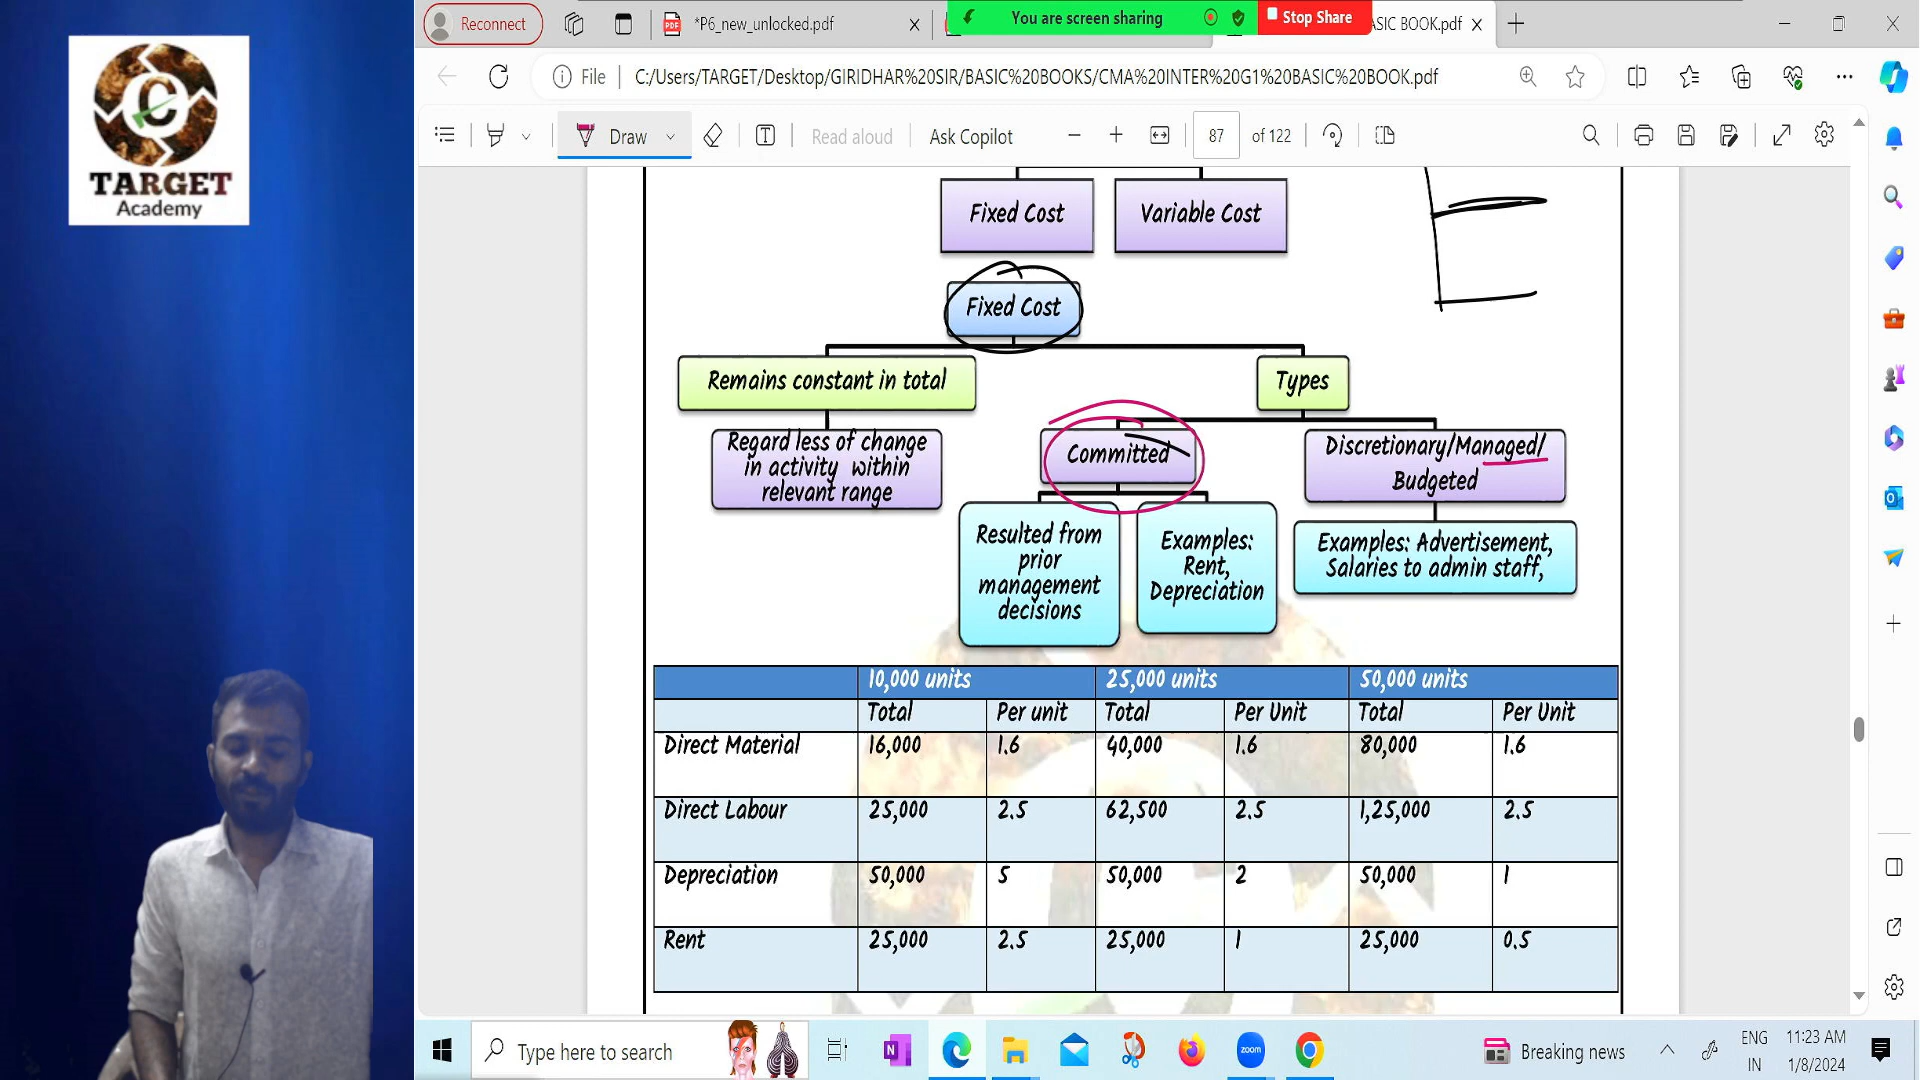 TARGET
Academy
Reconnect
*P6_new_unlocked.pdf
You are screen sharing
Stop Share
ASIC BOOK.pdf
File
C:/Users/TARGET/Desktop/GIRIDHAR%20SIR/BASIC%20BOOKS/CMA%20INTER%20G1%20BASIC%20BOOK.pdf
Draw
Read aloud
Ask Copilot
87 of 122
Fixed Cost
Variable Cost
Fixed Cost
Remains constant in total
Types
Regard less of change
in activity within
relevant range
Committed
Discretionary/Managed/
Budgeted
Resulted from
prior
management
decisions
Examples:
Rent,
Depreciation
Examples: Advertisement,
Salaries to admin staff,
10,000 units 25,000 units 50,000 units
Total Per unit Total Per Unit Total Per Unit
Direct Material 16,000 1.6 40,000 1.6 80,000 1.6
Direct Labour 25,000 2.5 62,500 2.5 1,25,000 2.5
Depreciation 50,000 5 50,000 2 50,000 1
Rent 25,000 2.5 25,000 1 25,000 0.5
Type here to search
zoom
Breaking news
ENG
IN
11:23 AM
1/8/2024